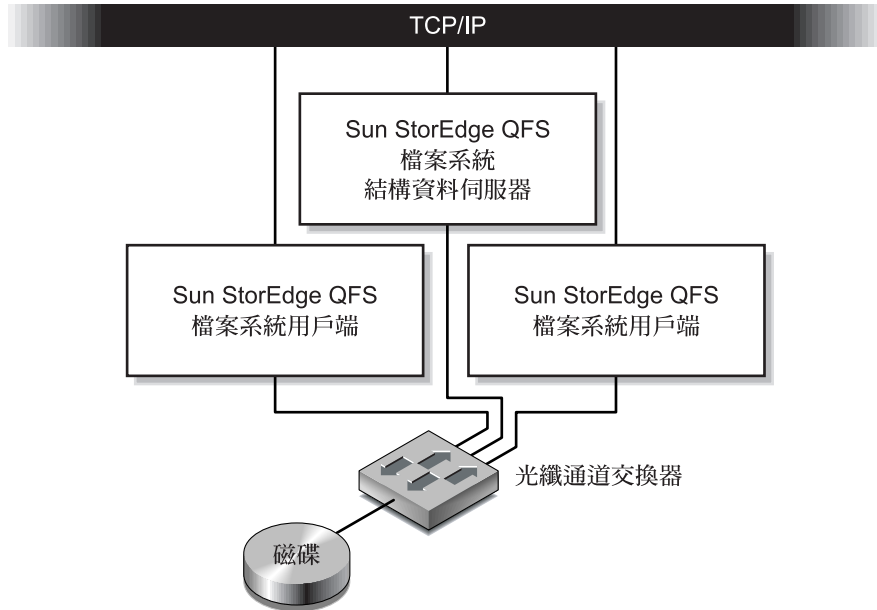 TCP/IP
Sun StorEdge QFS
檔案系統
結構資料伺服器
Sun StorEdge QFS
檔案系統用戶端
Sun StorEdge QFS
檔案系統用戶端
光纖通道交換器
磁碟